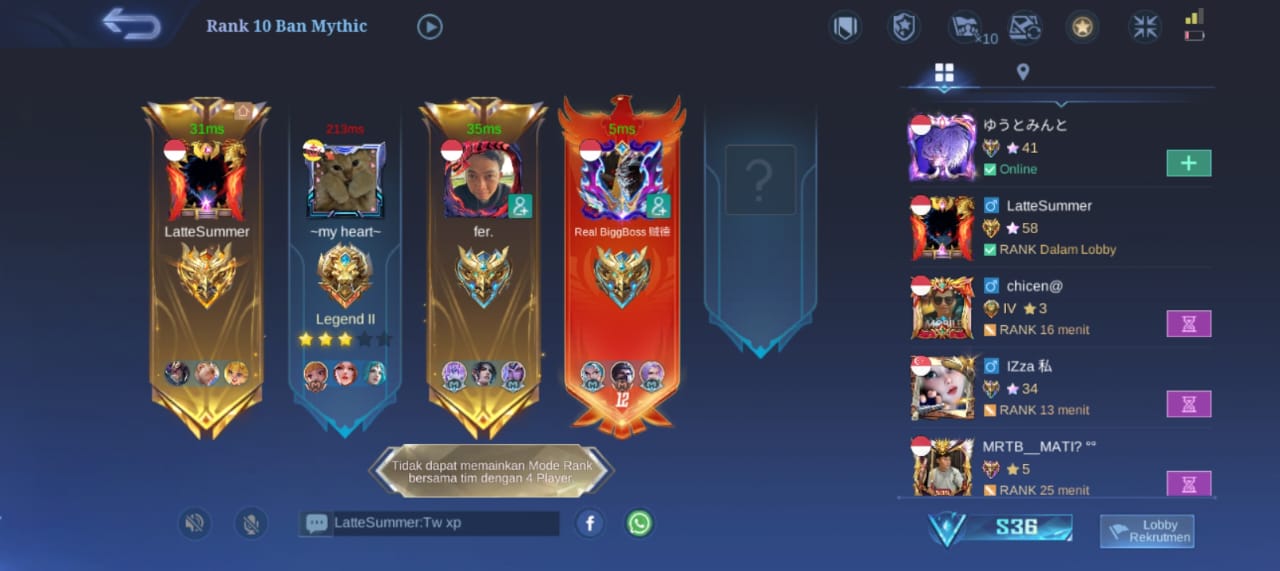 Rank 10 Ban Mythic
×10
31ms
213ms
35ms
5ms
?
LatteSummer
~my heart~
fer.
Real BiggBoss 贼德
Legend II
12
Tidak dapat memainkan Mode Rank
bersama tim dengan 4 Player.
LatteSummer:Tw xp
ゆうとみんと
41
Online
LatteSummer
58
RANK Dalam Lobby
chicen@
IV 3
RANK 16 menit
IZza 私
34
RANK 13 menit
MRTB__MATI? °°
5
RANK 25 menit
S36
Lobby
Rekrutmen